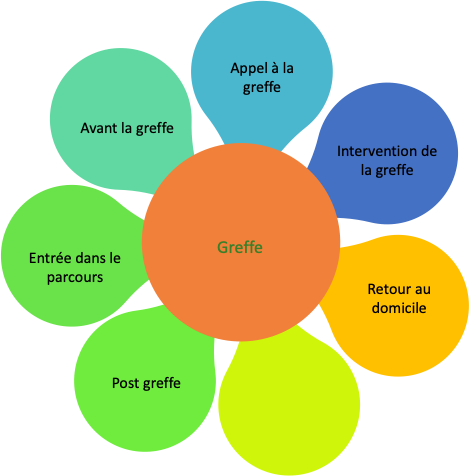 Appel à la
greffe
Avant la greffe
Intervention de
la greffe
Greffe
Entrée dans le
parcours
Retour au
domicile
Post greffe